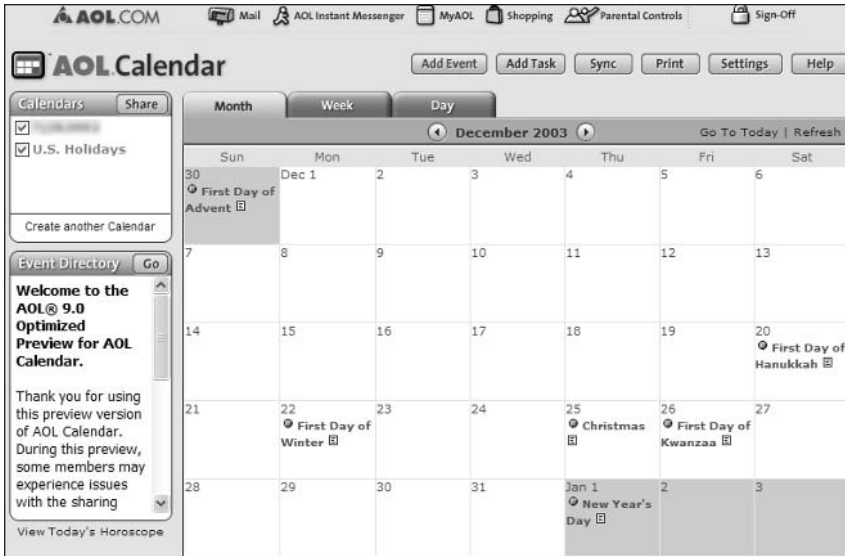 AOL.COM Mail AOL Instant Messenger MyAOL Shopping Parental Controls Sign-Off
AOL Calendar Add Event Add Task Sync Print Settings Help
Calendars Share
U.S. Holidays
Create another Calendar
Event Directory Go
Welcome to the
AOL® 9.0
Optimized
Preview for AOL
Calendar.
Thank you for using
this preview version
of AOL Calendar.
During this preview,
some members may
experience issues
with the sharing
View Today's Horoscope
Month Week Day
December 2003 Go To Today | Refresh
Sun Mon Tue Wed Thu Fri Sat
30 Dec 1 2 3 4 5 6
First Day of
Advent
7 8 9 10 11 12 13
14 15 16 17 18 19 20
First Day of
Hanukkah
21 22 23 24 25 26 27
First Day of Christmas First Day of
Winter Kwanzaa
28 29 30 31 Jan 1 2 3
New Year's
Day